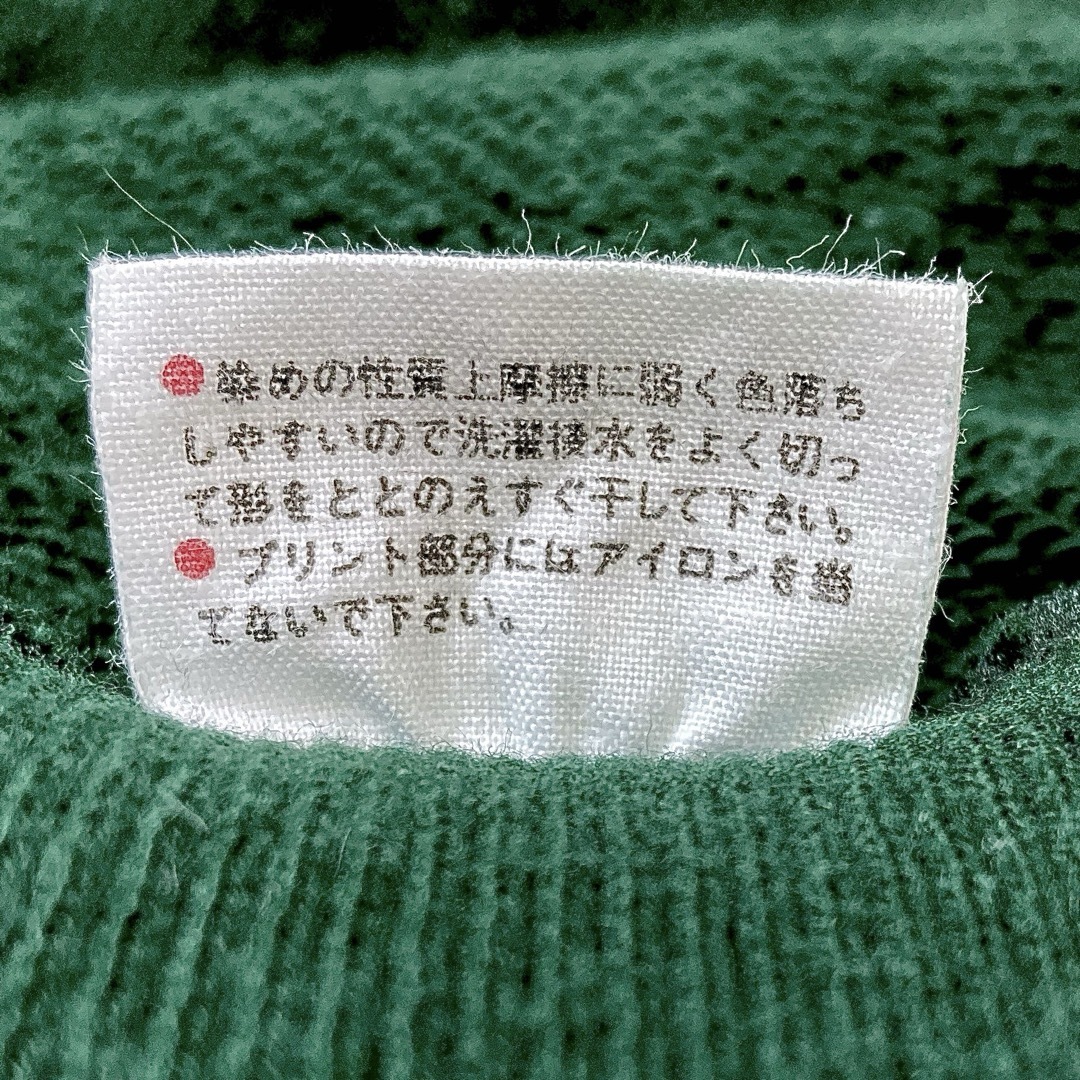 ●染めの性質上摩擦に弱く色落ち
しやすいので洗濯後水をよく切っ
て形をととのえすぐ干して下さい。
●プリント部分にはアイロンを当
てないで下さい。